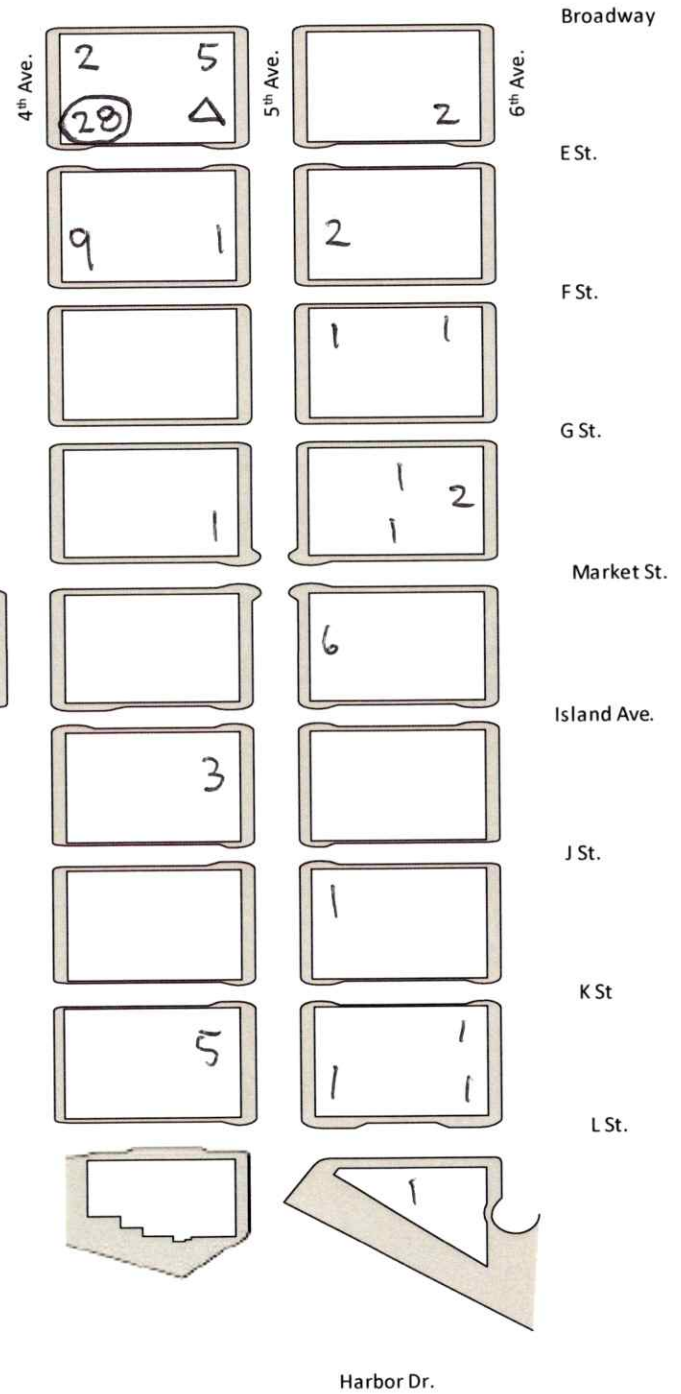 Broadway
4th Ave.
5th Ave.
6th Ave.
2 5
28 Δ
2
E St.
9 1
2
F St.
1 1
G St.
1
1
2
1
Market St.
6
Island Ave.
3
J St.
1
K St
5
1
1 1
L St.
1
Harbor Dr.